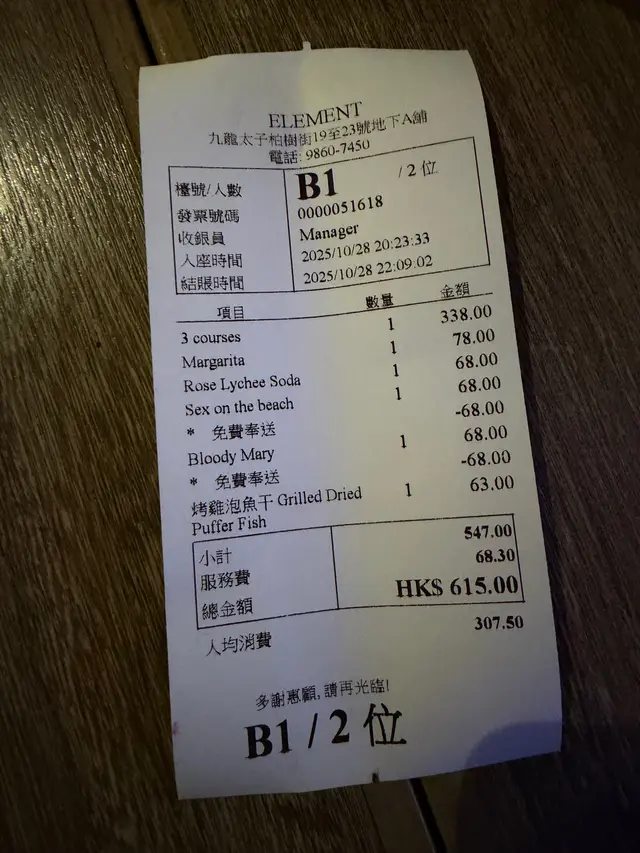 ELEMENT
九龍太子柏樹街19至23號地下A舖
電話: 9860-7450
檯號/人數 B1 / 2 位
發票號碼 0000051618
收銀員 Manager
入座時間 2025/10/28 20:23:33
結賬時間 2025/10/28 22:09:02
項目 數量 金額
3 courses 1 338.00
Margarita 1 78.00
Rose Lychee Soda 1 68.00
Sex on the beach 1 68.00
* 免費奉送 -68.00
Bloody Mary 1 68.00
* 免費奉送 -68.00
烤雞泡魚干 Grilled Dried 1 63.00
Puffer Fish
小計 547.00
服務費 68.30
總金額 HK$ 615.00
人均消費 307.50
多謝惠顧,請再光臨!
B1 / 2 位